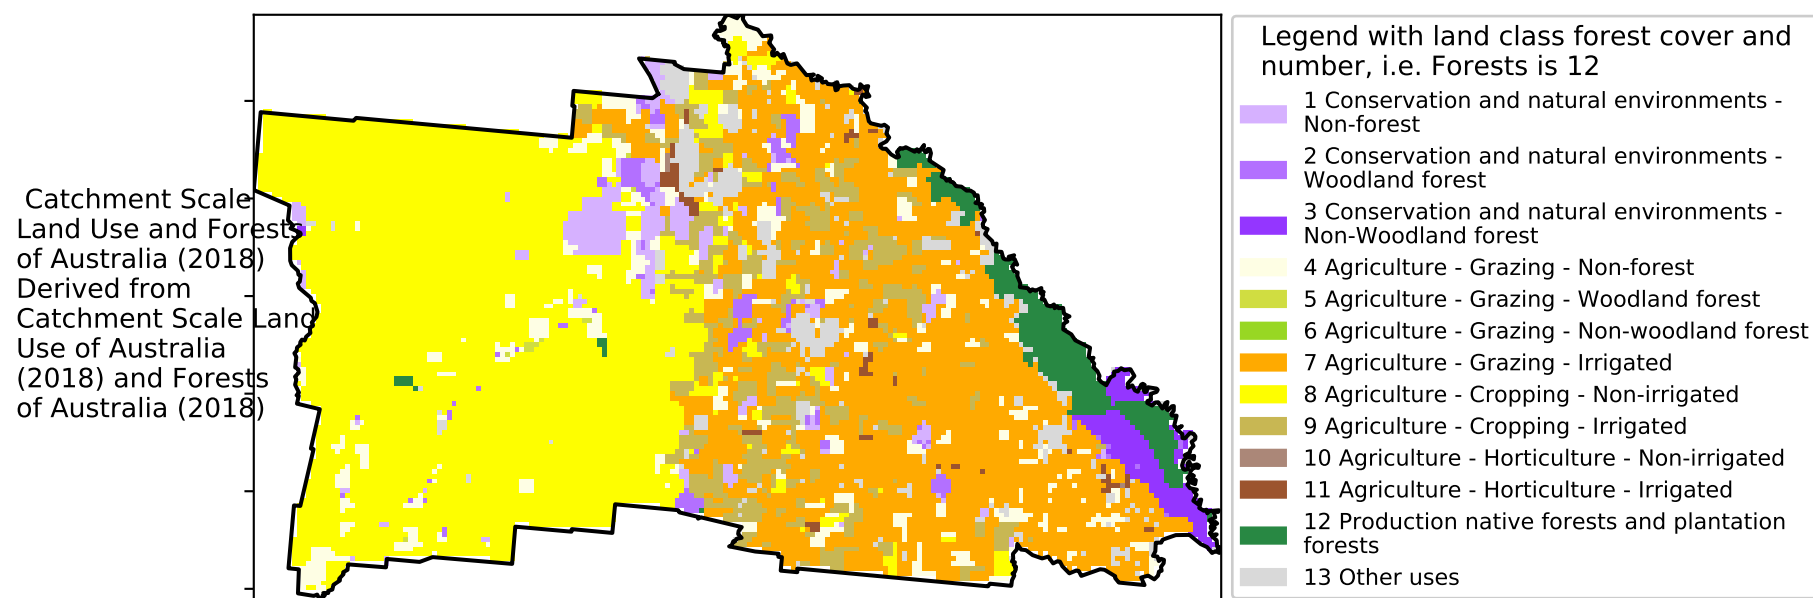 Catchment Scale
Land Use and Forests
of Australia (2018)
Derived from
Catchment Scale Land
Use of Australia
(2018) and Forests
of Australia (2018)
Legend with land class forest cover and
number, i.e. Forests is 12
1 Conservation and natural environments -
Non-forest
2 Conservation and natural environments -
Woodland forest
3 Conservation and natural environments -
Non-Woodland forest
4 Agriculture - Grazing - Non-forest
5 Agriculture - Grazing - Woodland forest
6 Agriculture - Grazing - Non-woodland forest
7 Agriculture - Grazing - Irrigated
8 Agriculture - Cropping - Non-irrigated
9 Agriculture - Cropping - Irrigated
10 Agriculture - Horticulture - Non-irrigated
11 Agriculture - Horticulture - Irrigated
12 Production native forests and plantation
forests
13 Other uses